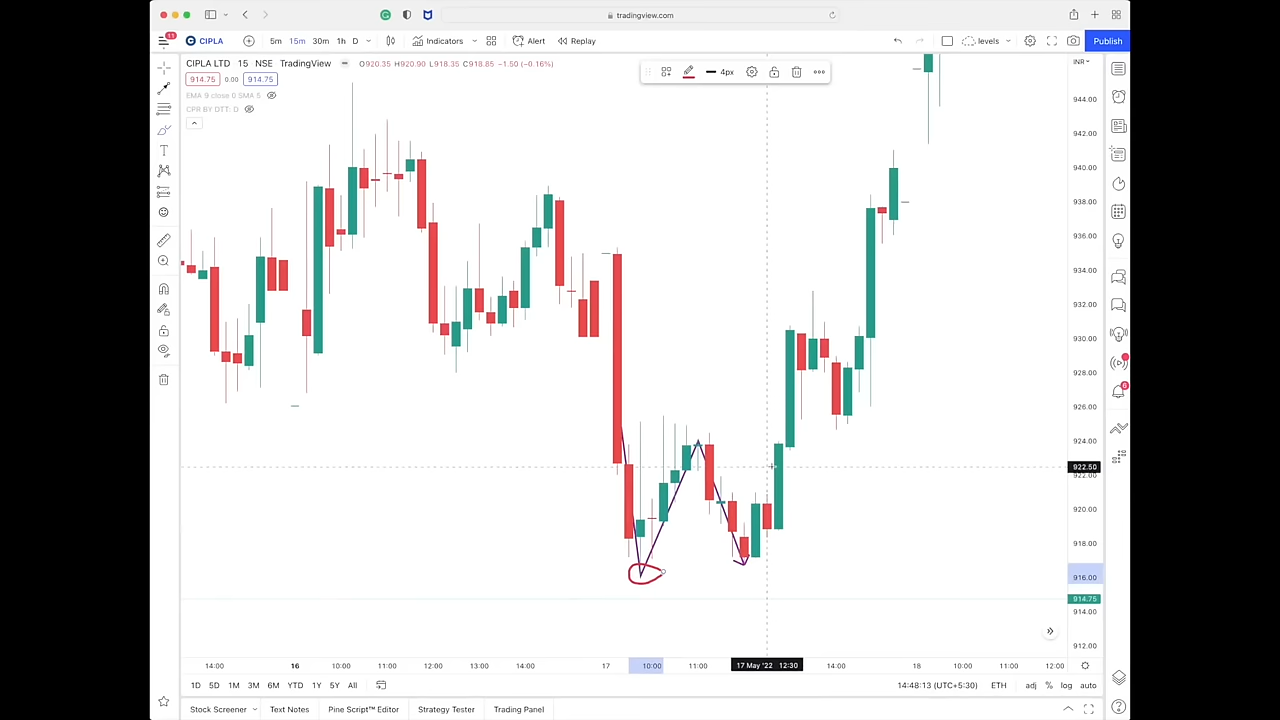 tradingview.com
11
CIPLA 5m 15m 30m 1h D Indicators Alert Replay levels Publish
CIPLA LTD 15 NSE TradingView O920.35 H920.90 L918.35 C918.85 −1.50 (−0.16%)
914.75 0.00 914.75
EMA 9 close 0 SMA 5
CPR BY DTT: D
4px
INR
944.00
942.00
940.00
938.00
936.00
934.00
932.00
930.00
928.00
926.00
924.00
922.50
922.00
920.00
918.00
916.00
914.75
914.00
912.00
6
14:00 16 10:00 11:00 12:00 13:00 14:00 17 10:00 11:00 17 May '22 12:30 14:00 18 10:00 11:00 12:00
1D 5D 1M 3M 6M YTD 1Y 5Y All 14:48:13 (UTC+5:30) ETH adj % log auto
Stock Screener Text Notes Pine Script™ Editor Strategy Tester Trading Panel